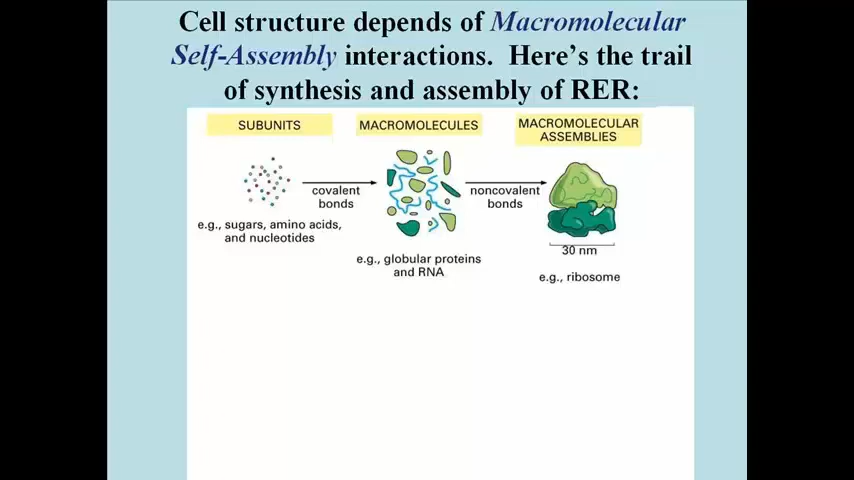 Cell structure depends of Macromolecular
Self-Assembly interactions. Here's the trail
of synthesis and assembly of RER:
SUBUNITS
MACROMOLECULES
MACROMOLECULAR
ASSEMBLIES
covalent
bonds
noncovalent
bonds
e.g., sugars, amino acids,
and nucleotides
e.g., globular proteins
and RNA
30 nm
e.g., ribosome